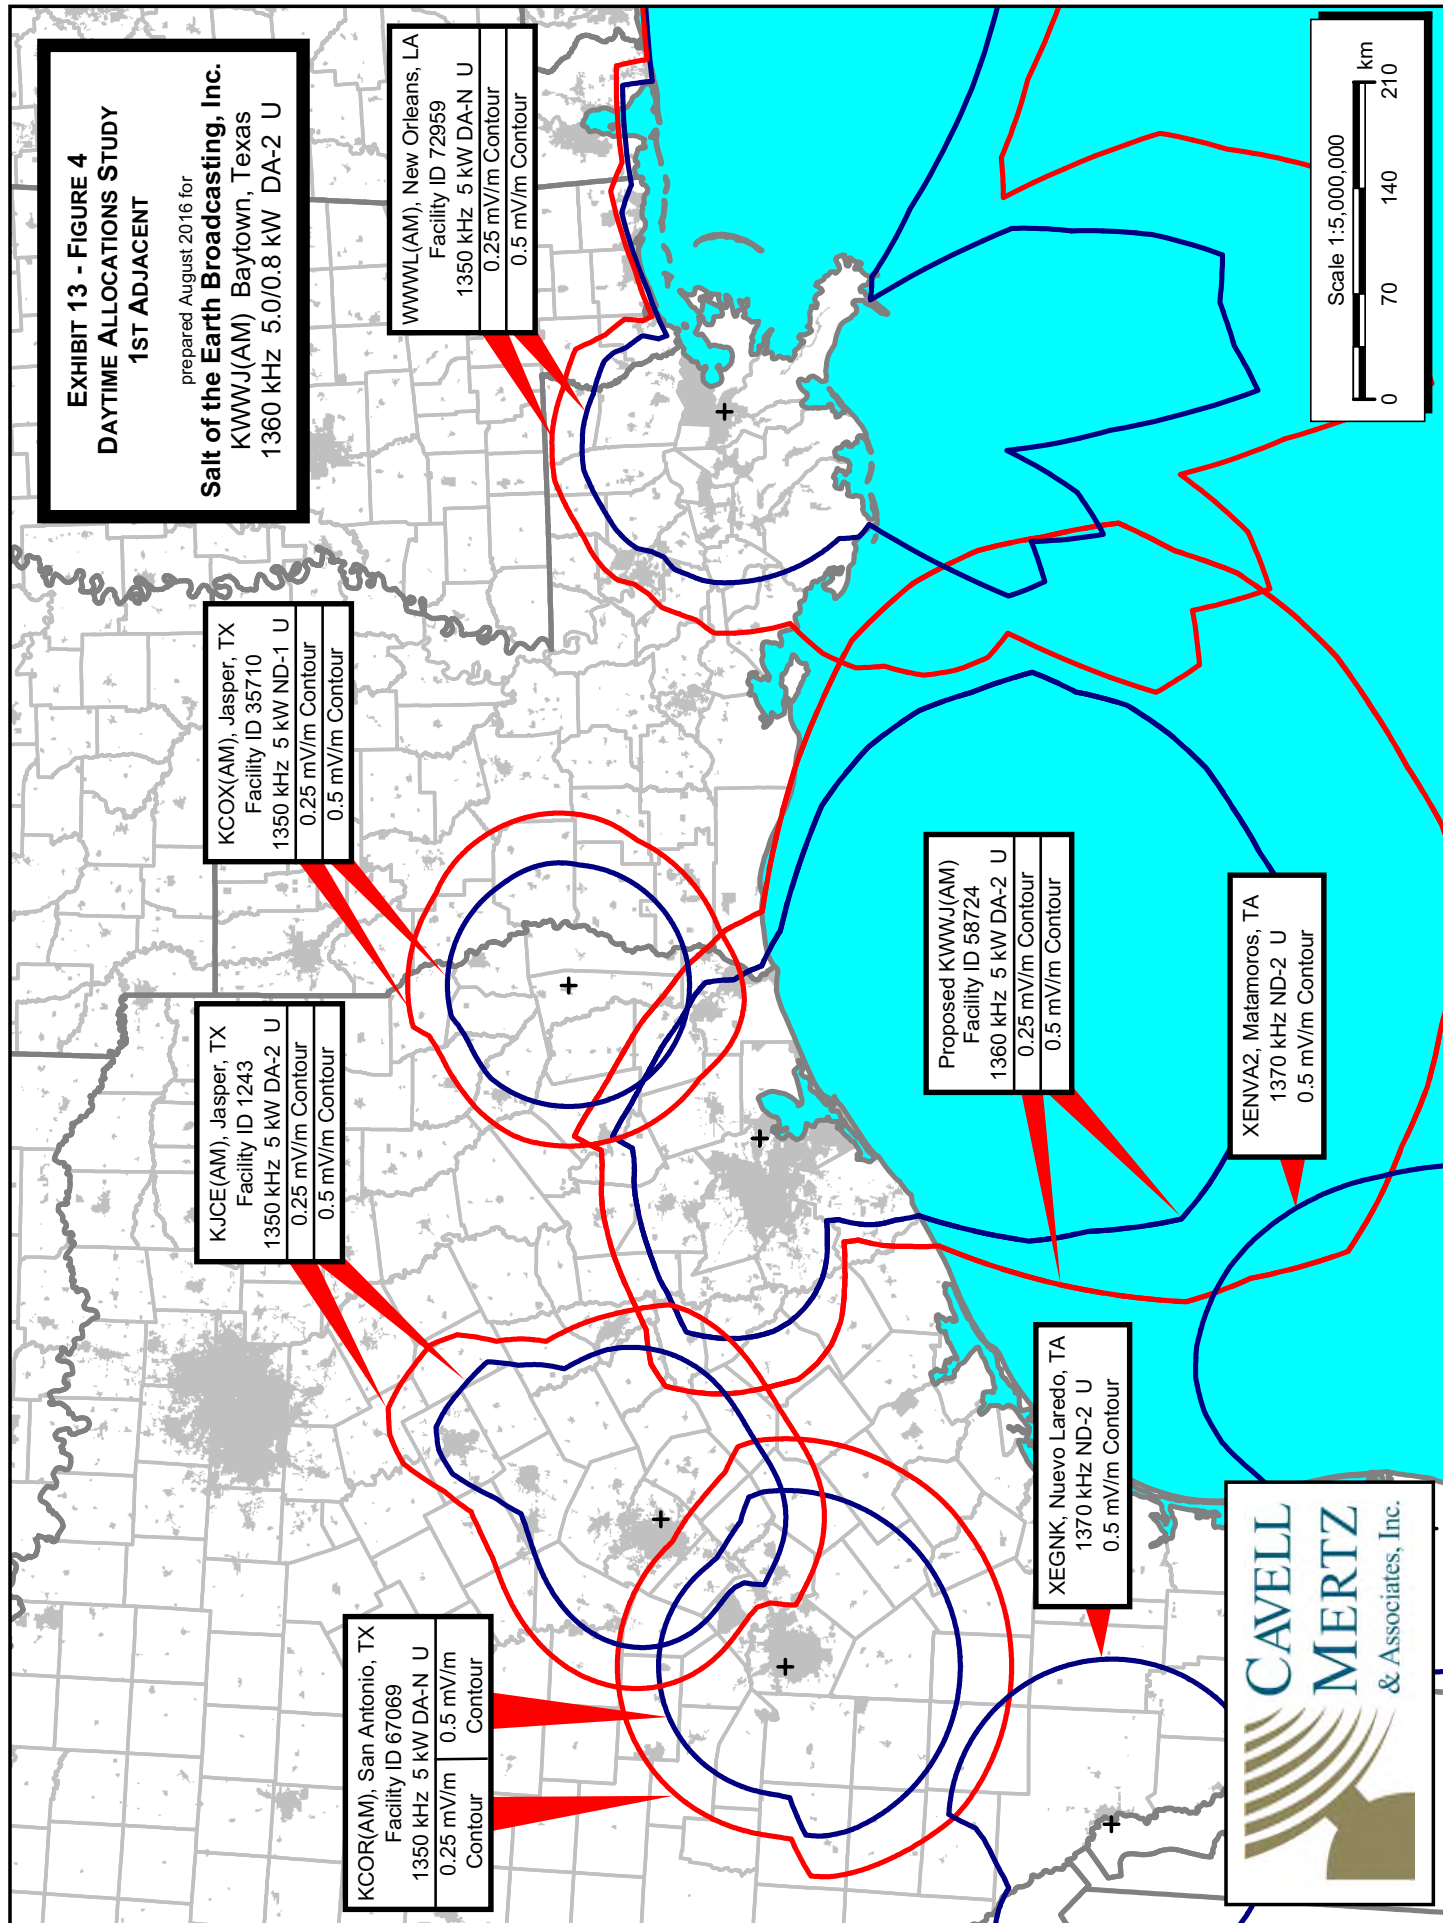 EXHIBIT 13 - FIGURE 4
DAYTIME ALLOCATIONS STUDY
1ST ADJACENT
prepared August 2016 for
Salt of the Earth Broadcasting, Inc.
KWWJ(AM) Baytown, Texas
1360 kHz 5.0/0.8 kW DA-2 U
WWWL(AM), New Orleans, LA
Facility ID 72959
1350 kHz 5 kW DA-N U
0.25 mV/m Contour
0.5 mV/m Contour
KCOX(AM), Jasper, TX
Facility ID 35710
1350 kHz 5 kW ND-1 U
0.25 mV/m Contour
0.5 mV/m Contour
KJCE(AM), Jasper, TX
Facility ID 1243
1350 kHz 5 kW DA-2 U
0.25 mV/m Contour
0.5 mV/m Contour
KCOR(AM), San Antonio, TX
Facility ID 67069
1350 kHz 5 kW DA-N U
0.25 mV/m Contour
0.5 mV/m Contour
Proposed KWWJ(AM)
Facility ID 58724
1360 kHz 5 kW DA-2 U
0.25 mV/m Contour
0.5 mV/m Contour
XENVA2, Matamoros, TA
1370 kHz ND-2 U
0.5 mV/m Contour
XEGNK, Nuevo Laredo, TA
1370 kHz ND-2 U
0.5 mV/m Contour
Scale 1:5,000,000
km
0 70 140 210
CAVELL
MERTZ
& Associates, Inc.